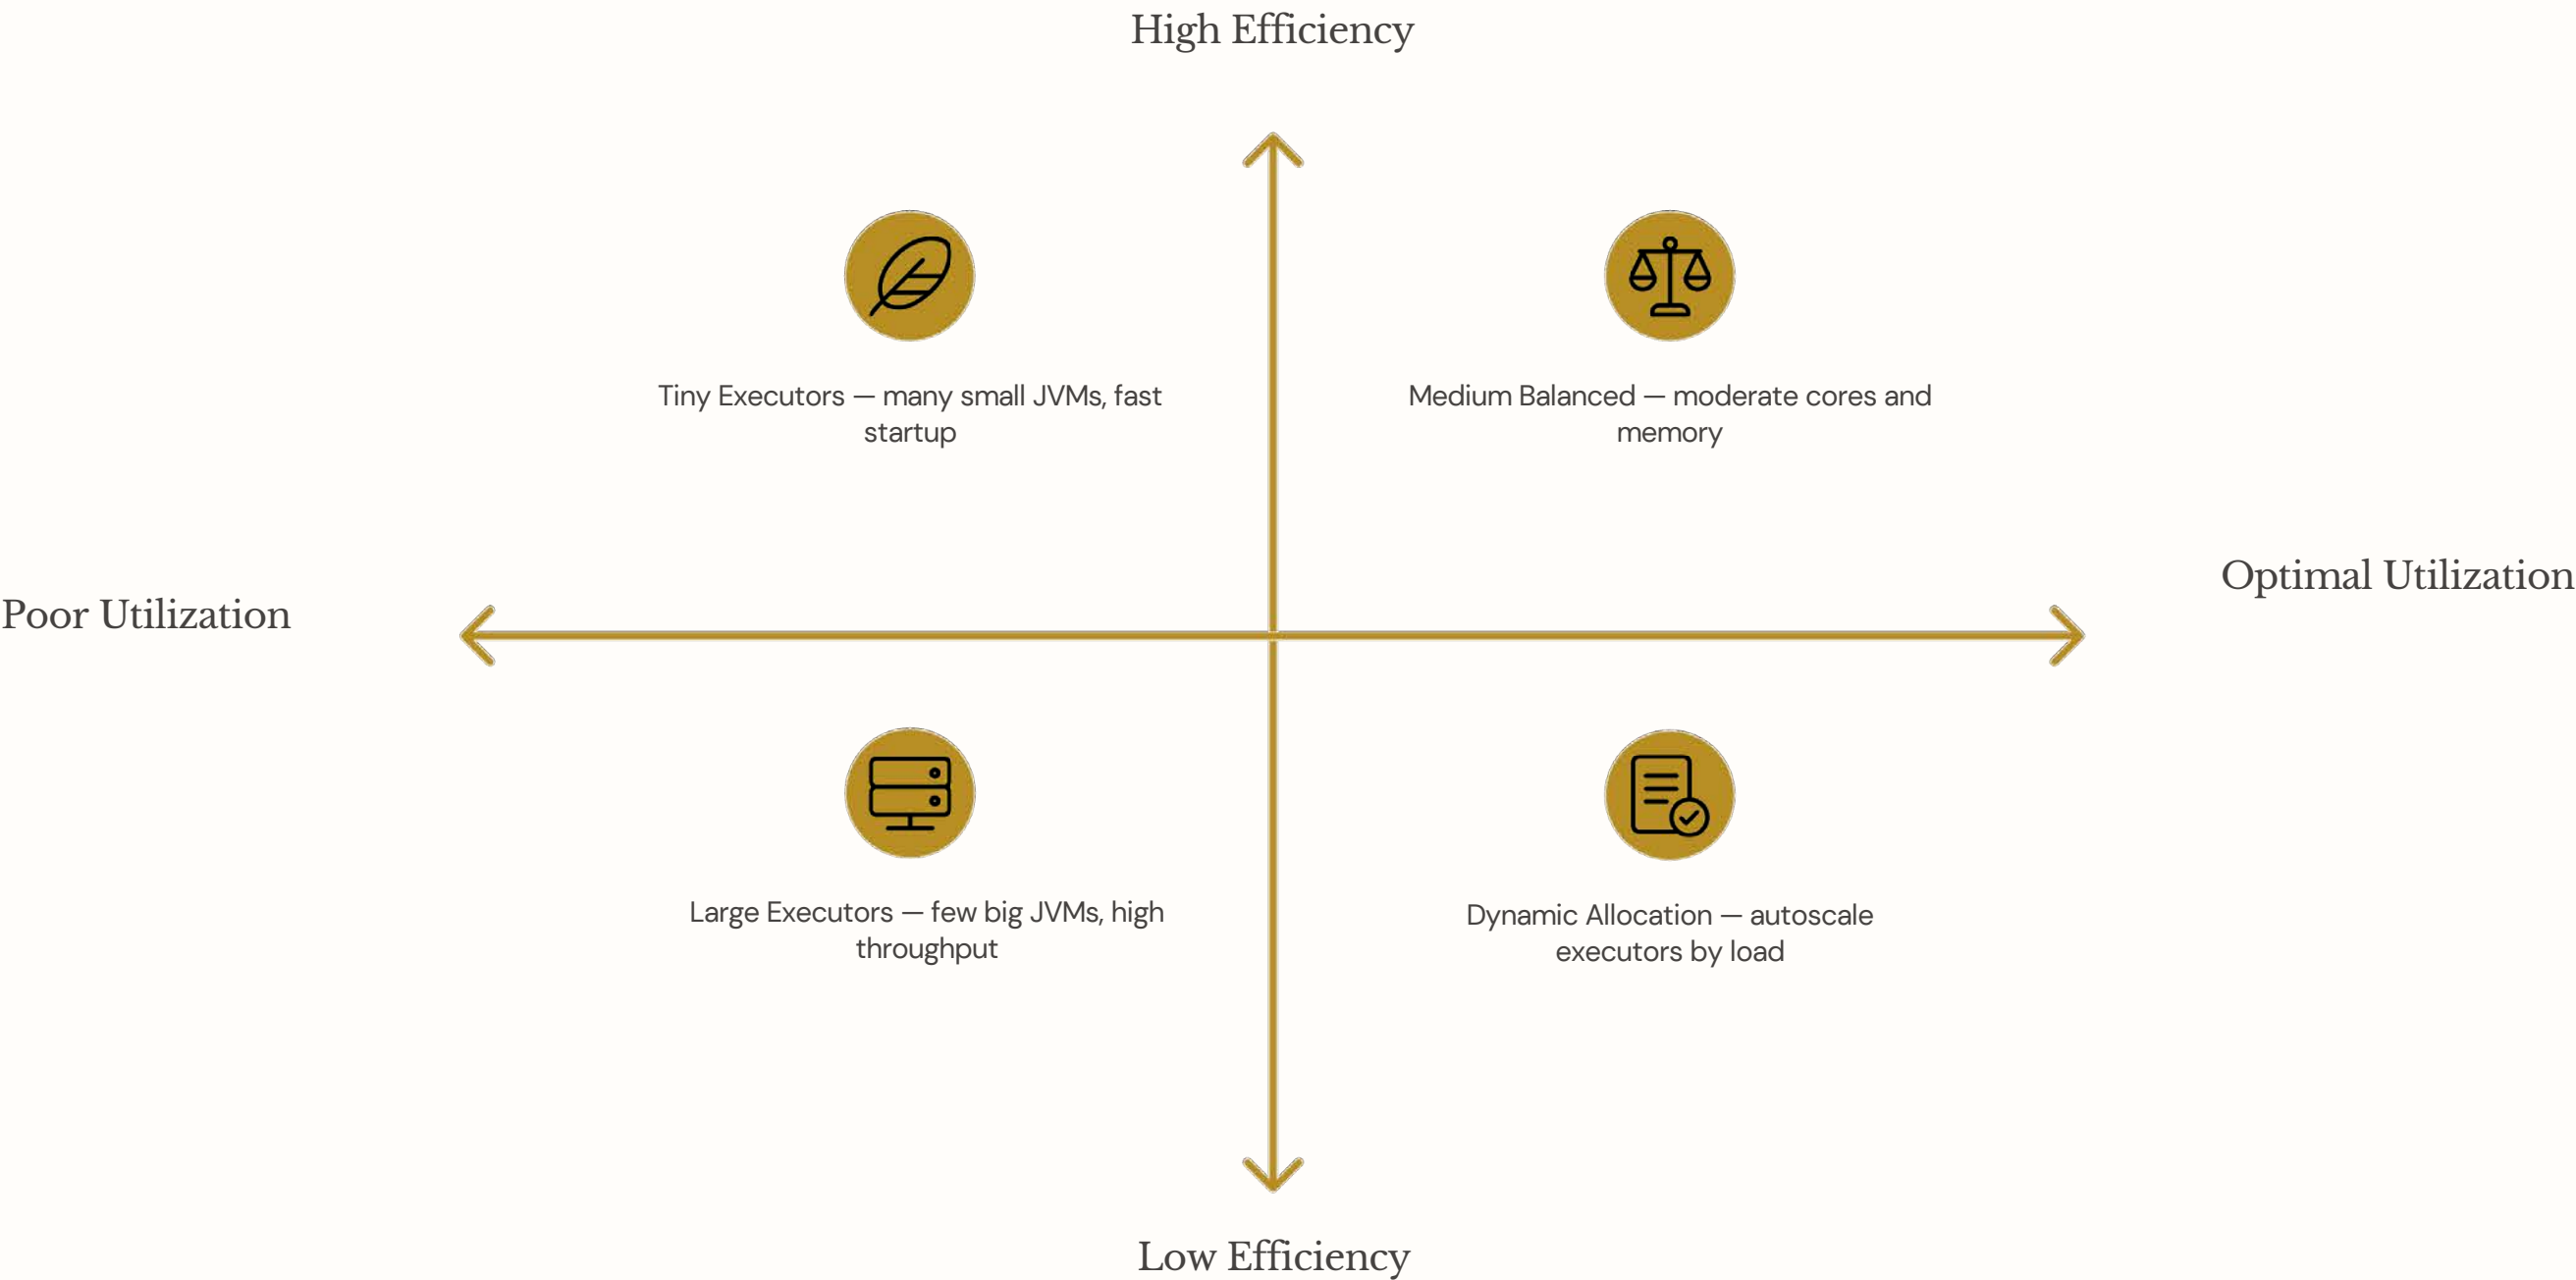 High Efficiency
Tiny Executors — many small JVMs, fast
startup
Medium Balanced — moderate cores and
memory
Poor Utilization
Optimal Utilization
Large Executors — few big JVMs, high
throughput
Dynamic Allocation — autoscale
executors by load
Low Efficiency